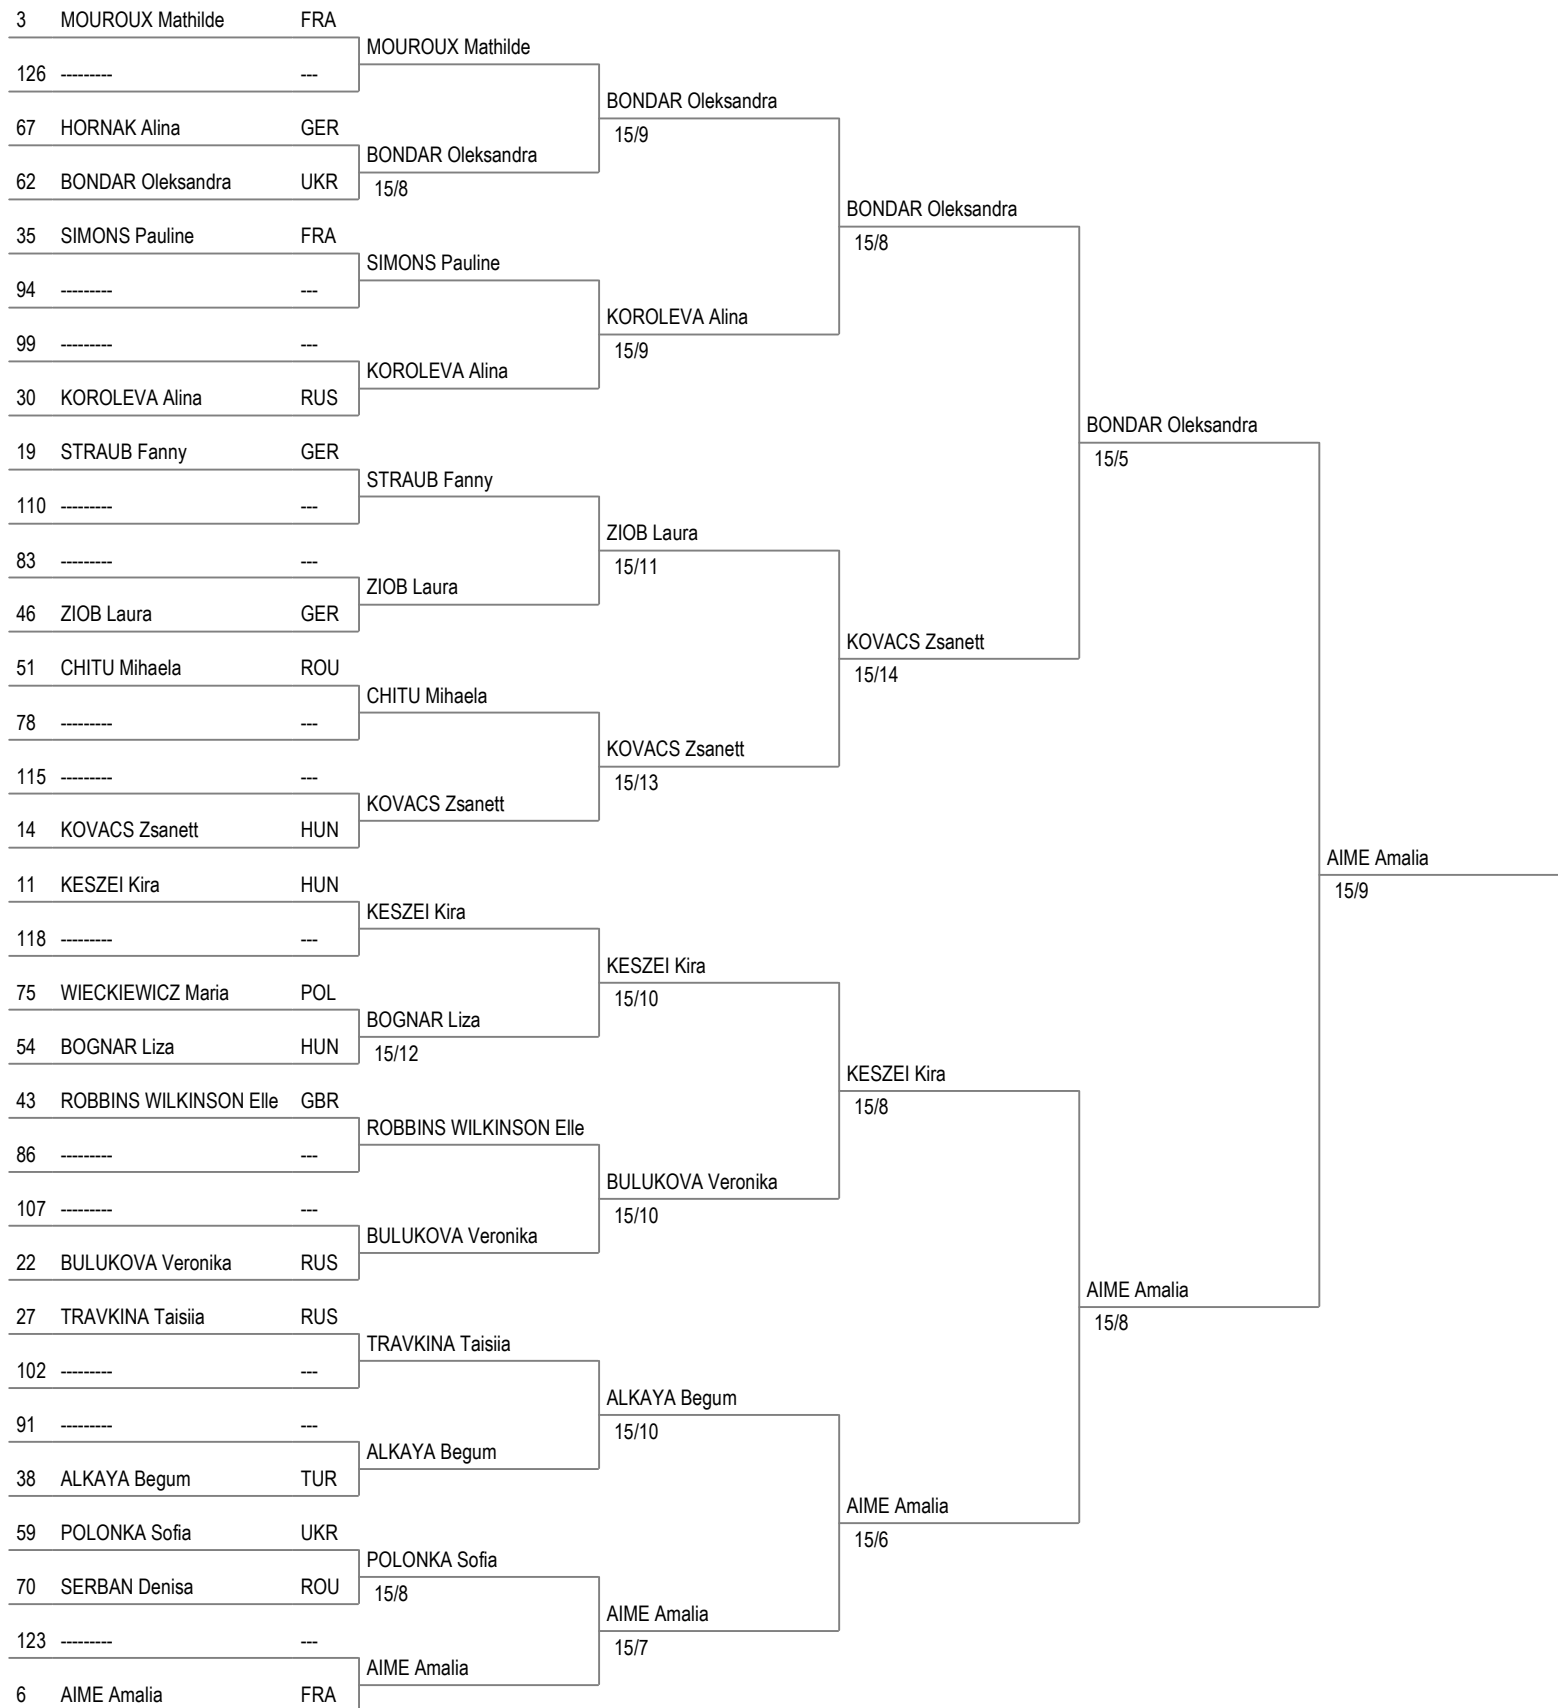 3 MOUROUX Mathilde FRA
MOUROUX Mathilde
126 --------- ---
BONDAR Oleksandra
15/9
67 HORNAK Alina GER
BONDAR Oleksandra
15/8
62 BONDAR Oleksandra UKR
BONDAR Oleksandra
15/8
35 SIMONS Pauline FRA
SIMONS Pauline
94 --------- ---
KOROLEVA Alina
15/9
99 --------- ---
KOROLEVA Alina
30 KOROLEVA Alina RUS
BONDAR Oleksandra
15/5
19 STRAUB Fanny GER
STRAUB Fanny
110 --------- ---
ZIOB Laura
15/11
83 --------- ---
ZIOB Laura
46 ZIOB Laura GER
KOVACS Zsanett
15/14
51 CHITU Mihaela ROU
CHITU Mihaela
78 --------- ---
KOVACS Zsanett
15/13
115 --------- ---
KOVACS Zsanett
14 KOVACS Zsanett HUN
AIME Amalia
15/9
11 KESZEI Kira HUN
KESZEI Kira
118 --------- ---
KESZEI Kira
15/10
75 WIECKIEWICZ Maria POL
BOGNAR Liza
15/12
54 BOGNAR Liza HUN
KESZEI Kira
15/8
43 ROBBINS WILKINSON Elle GBR
ROBBINS WILKINSON Elle
86 --------- ---
BULUKOVA Veronika
15/10
107 --------- ---
BULUKOVA Veronika
22 BULUKOVA Veronika RUS
AIME Amalia
15/8
27 TRAVKINA Taisiia RUS
TRAVKINA Taisiia
102 --------- ---
ALKAYA Begum
15/10
91 --------- ---
ALKAYA Begum
38 ALKAYA Begum TUR
AIME Amalia
15/6
59 POLONKA Sofia UKR
POLONKA Sofia
15/8
70 SERBAN Denisa ROU
AIME Amalia
15/7
123 --------- ---
AIME Amalia
6 AIME Amalia FRA